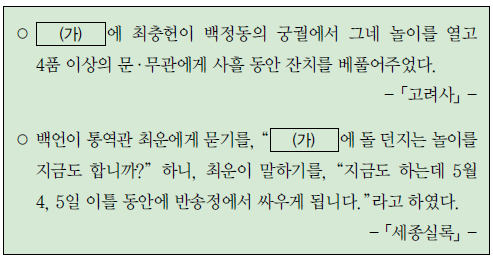 ○ (가) 에 최충헌이 백정동의 궁궐에서 그네 놀이를 열고
4품 이상의 문·무관에게 사흘 동안 잔치를 베풀어주었다.
-「고려사」-
○ 백언이 통역관 최운에게 묻기를, “ (가) 에 돌 던지는 놀이를
지금도 합니까?” 하니, 최운이 말하기를, “지금도 하는데 5월
4, 5일 이틀 동안에 반송정에서 싸우게 됩니다.”라고 하였다.
-「세종실록」-